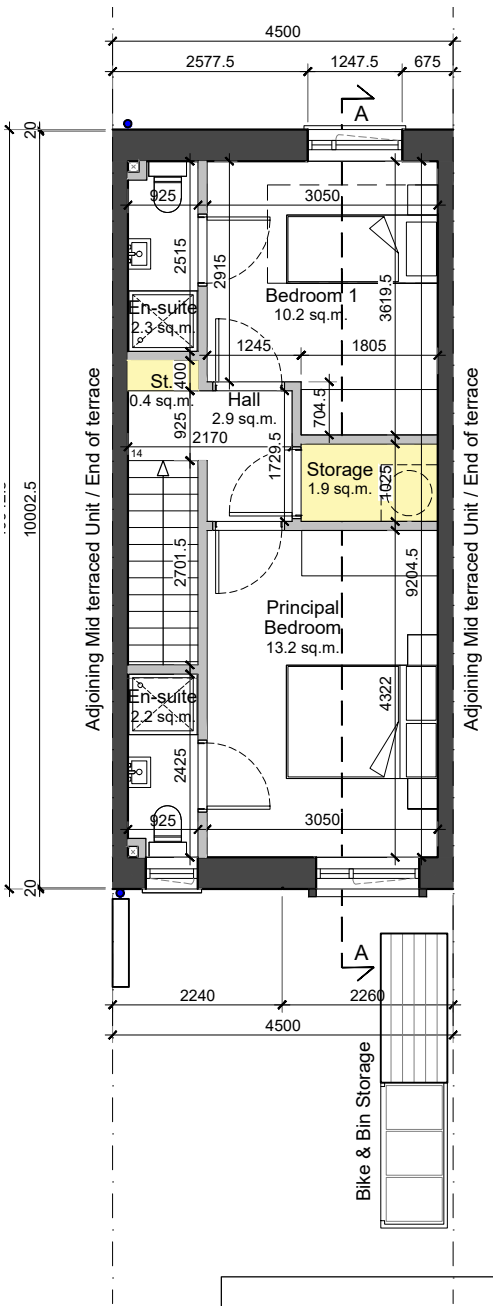 4500
2577.5
1247.5
675
A
20
925
3050
2515
2915
Bedroom 1
10.2 sq.m.
3619.5
En-suite
2.3 sq.m.
1245
1805
St.
0.4 sq.m.
400
Hall
2.9 sq.m.
704.5
925
2170
1729.5
14
Storage
1.9 sq.m.
1025
Adjoining Mid terraced Unit / End of terrace
Adjoining Mid terraced Unit / End of terrace
10002.5
2701.5
9204.5
Principal
Bedroom
13.2 sq.m.
En-suite
2.2 sq.m.
4322
2425
925
3050
20
A
2240
2260
4500
Bike & Bin Storage